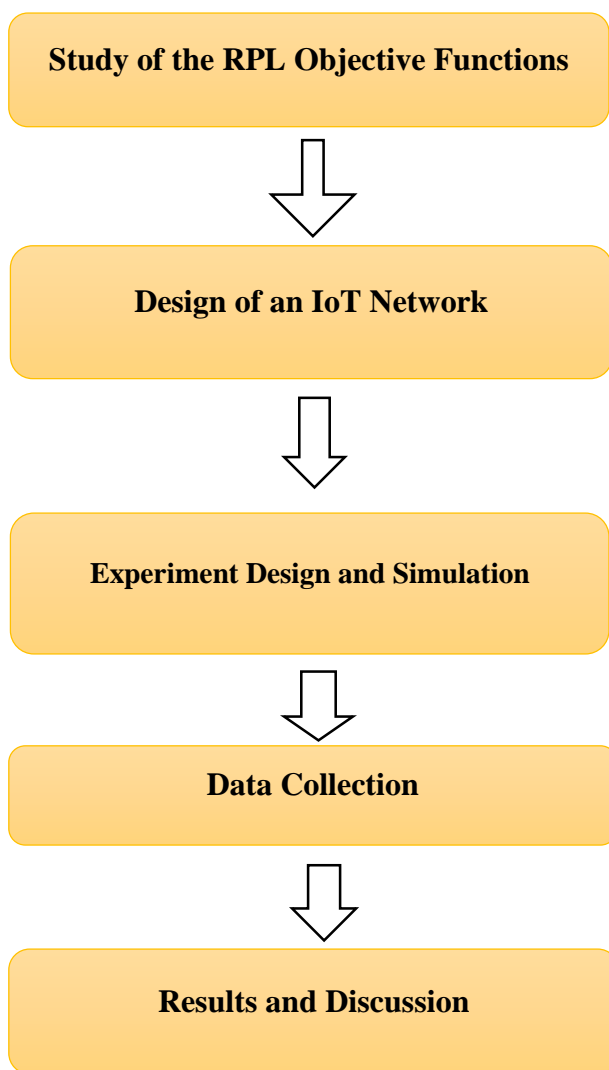 Study of the RPL Objective Functions
Design of an IoT Network
Experiment Design and Simulation
Data Collection
Results and Discussion